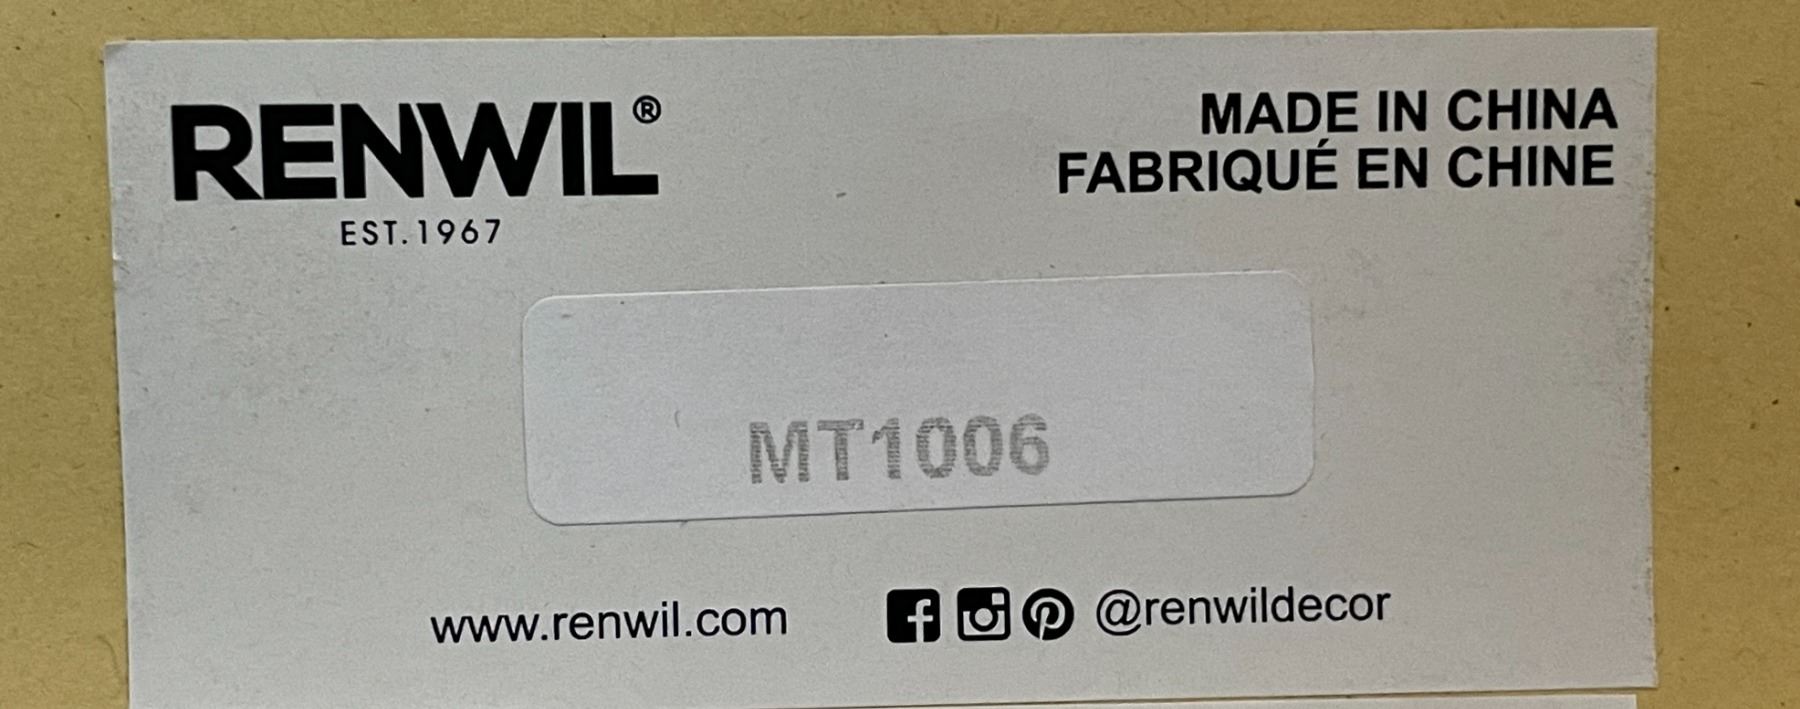 RENWIL®
EST.1967
MADE IN CHINA
FABRIQUÉ EN CHINE
MT1006
www.renwil.com
@renwildecor